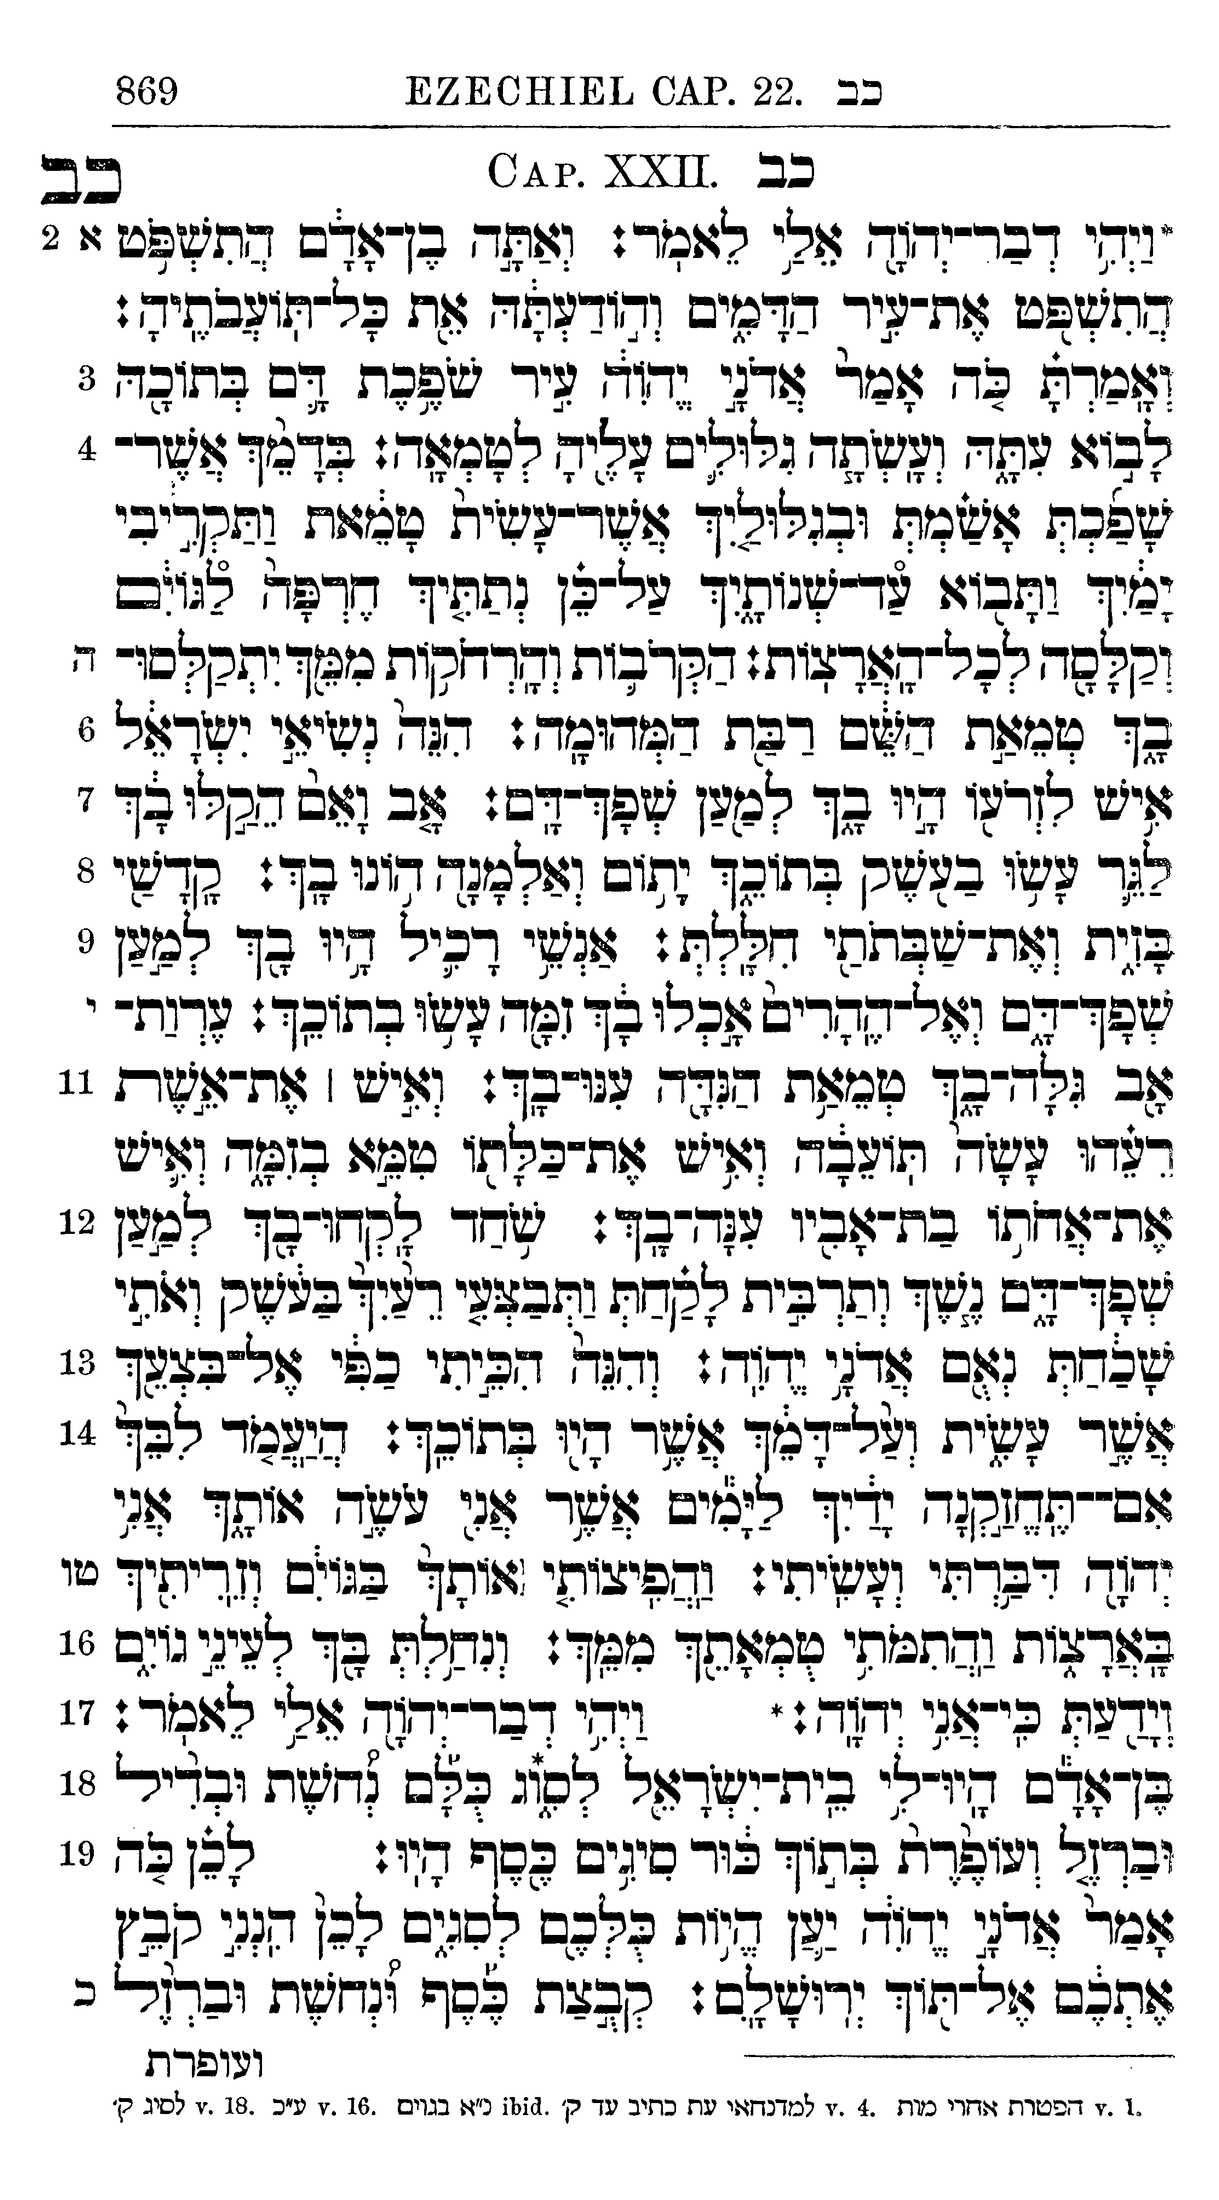 869 EZECHIEL CAP. 22. כב
כב CAP. XXII. כב
*וַיְהִ֥י דְבַר־יְהוָ֖ה אֵלַ֥י לֵאמֹֽר׃ וְאַתָּ֣ה בֶן־אָדָ֔ם הֲתִשְׁפֹּ֥ט א 2
הֲתִשְׁפֹּ֖ט אֶת־עִ֣יר הַדָּמִ֑ים וְה֣וֹדַעְתָּ֔הּ אֵ֖ת כָּל־תּֽוֹעֲבֹתֶֽיהָ׃
וְאָֽמַרְתָּ֗ כֹּ֤ה אָמַר֙ אֲדֹנָ֣י יֱהוִֹ֔ה עִ֣יר שֹׁפֶ֥כֶת דָּ֛ם בְּתוֹכָ֖הּ 3
לָב֣וֹא עִתָּ֑הּ וְעָֽשְׂתָ֧ה גִלּוּלִ֛ים עָלֶ֖יהָ לְטָמְאָֽה׃ בְּדָמֵ֨ךְ אֲשֶׁר־ 4
שָׁפַ֜כְתְּ אָשַׁ֗מְתְּ וּבְגִלּוּלַ֤יִךְ אֲשֶׁר־עָשִׂית֙ טָמֵ֔את וַתַּקְרִ֣יבִי
יָמַ֔יִךְ וַתָּב֖וֹא עַ֣ד־שְׁנוֹתָ֑יִךְ עַל־כֵּ֗ן נְתַתִּ֤יךְ חֶרְפָּה֙ לַגּוֹיִ֔ם
וְקַלָּסָ֖ה לְכָל־הָֽאֲרָצֽוֹת׃ הַקְּרֹב֛וֹת וְהָֽרְחֹק֥וֹת מִמֵּ֖ךְ יִתְקַלְּסוּ־ ה
בָ֑ךְ טְמֵאַ֣ת הַשֵּׁ֔ם רַבַּ֖ת הַמְּהוּמָֽה׃ הִנֵּה֙ נְשִׂיאֵ֣י יִשְׂרָאֵ֔ל 6
אִ֥ישׁ לִזְרֹע֖וֹ הָ֣יוּ בָ֑ךְ לְמַ֖עַן שְׁפָךְ־דָּֽם׃ אָ֤ב וָאֵם֙ הֵקַ֣לּוּ בָ֔ךְ 7
לַגֵּ֛ר עָשׂ֥וּ בַעֹ֖שֶׁק בְּתוֹכֵ֑ךְ יָת֥וֹם וְאַלְמָנָ֖ה ה֥וֹנוּ בָֽךְ׃ קָֽדָשַׁ֖י 8
בָּזִ֑ית וְאֶת־שַׁבְּתֹתַ֖י חִלָּֽלְתְּ׃ אַנְשֵׁ֥י רָכִ֛יל הָ֥יוּ בָ֖ךְ לְמַ֣עַן 9
שְׁפָךְ־דָּ֑ם וְאֶל־הֶֽהָרִים֙ אָ֣כְלוּ בָ֔ךְ זִמָּ֖ה עָשׂ֥וּ בְתוֹכֵֽךְ׃ עֶרְוַת־ י
אָ֖ב גִּלָּה־בָ֑ךְ טְמֵאַ֥ת הַנִּדָּ֖ה עִנּוּ־בָֽךְ׃ וְאִ֣ישׁ ׀ אֶת־אֵ֣שֶׁת 11
רֵעֵ֗הוּ עָשָׂה֙ תּֽוֹעֵבָ֔ה וְאִ֥ישׁ אֶת־כַּלָּת֖וֹ טִמֵּ֣א בְזִמָּ֑ה וְאִ֛ישׁ
אֶת־אֲחֹת֥וֹ בַת־אָבִ֖יו עִנָּה־בָֽךְ׃ שֹׁ֥חַד לָֽקְחוּ־בָ֖ךְ לְמַ֣עַן 12
שְׁפָךְ־דָּ֑ם נֶ֧שֶׁךְ וְתַרְבִּ֣ית לָקַ֗חַתְּ וַתְּבַצְּעִ֤י רֵעַ֙יִךְ֙ בַּעֹ֔שֶׁק וְאֹתִ֣י
שָׁכַ֔חַתְּ נְאֻ֖ם אֲדֹנָ֥י יֱהוִֹֽה׃ וְהִנֵּה֙ הִכֵּ֣יתִי כַפִּ֔י אֶל־בִּצְעֵ֖ךְ 13
אֲשֶׁ֣ר עָשִׂ֑ית וְעַ֨ל־דָּמֵ֔ךְ אֲשֶׁ֥ר הָי֖וּ בְּתוֹכֵֽךְ׃ הֲיַֽעֲמֹ֤ד לִבֵּךְ֙ 14
אִם־־תֶּֽחֱזַ֣קְנָה יָדַ֔יִךְ לַיָּמִ֕ים אֲשֶׁ֥ר אֲנִ֖י עֹשֶׂ֣ה אוֹתָ֑ךְ אֲנִ֥י
יְהוָ֖ה דִּבַּ֥רְתִּי וְעָשִֽׂיתִי׃ וַהֲפִֽיצוֹתִ֤י אוֹתָךְ֙ בַּגּוֹיִ֔ם וְזֵֽרִיתִ֖יךְ טו
בָּֽאֲרָצ֑וֹת וַֽהֲתִמֹּתִ֥י טֻמְאָתֵ֖ךְ מִמֵּֽךְ׃ וְנִחַ֥לְתְּ בָּ֖ךְ לְעֵינֵ֣י גוֹיִ֑ם 16
וְיָדַ֖עַתְּ כִּֽי־אֲנִ֥י יְהוָֽה׃* וַיְהִ֥י דְבַר־יְהוָ֖ה אֵלַ֥י לֵאמֹֽר׃ 17
בֶּן־אָדָ֕ם הָֽיוּ־לִ֥י בֵֽית־יִשְׂרָאֵ֖ל לְס֑וּג* כֻּלָּ֡ם נְ֠חֹשֶׁת וּבְדִ֨יל 18
וּבַרְזֶ֤ל וְעוֹפֶ֙רֶת֙ בְּת֣וֹךְ כּ֔וּר סִיגִ֥ים כֶּ֖סֶף הָיֽוּ׃ לָכֵ֗ן כֹּ֤ה 19
אָמַר֙ אֲדֹנָ֣י יֱהוִֹ֔ה יַ֛עַן הֱי֥וֹת כֻּלְּכֶ֖ם לְסִגִ֑ים לָכֵן֙ הִֽנְנִ֣י קֹבֵ֣ץ
אֶתְכֶ֔ם אֶל־תּ֖וֹךְ יְרֽוּשָׁלָֽםִ׃ קְבֻ֣צַת כֶּ֡סֶף וּ֠נְחֹשֶׁת וּבַרְזֶ֨ל כ
ועופרת
v. 1. הפטרת אחרי מות v. 4. למדנחאי עת כתיב עד ק׳ ibid. נ״א בגוים v. 16. ע״כ v. 18. לסיג ק׳